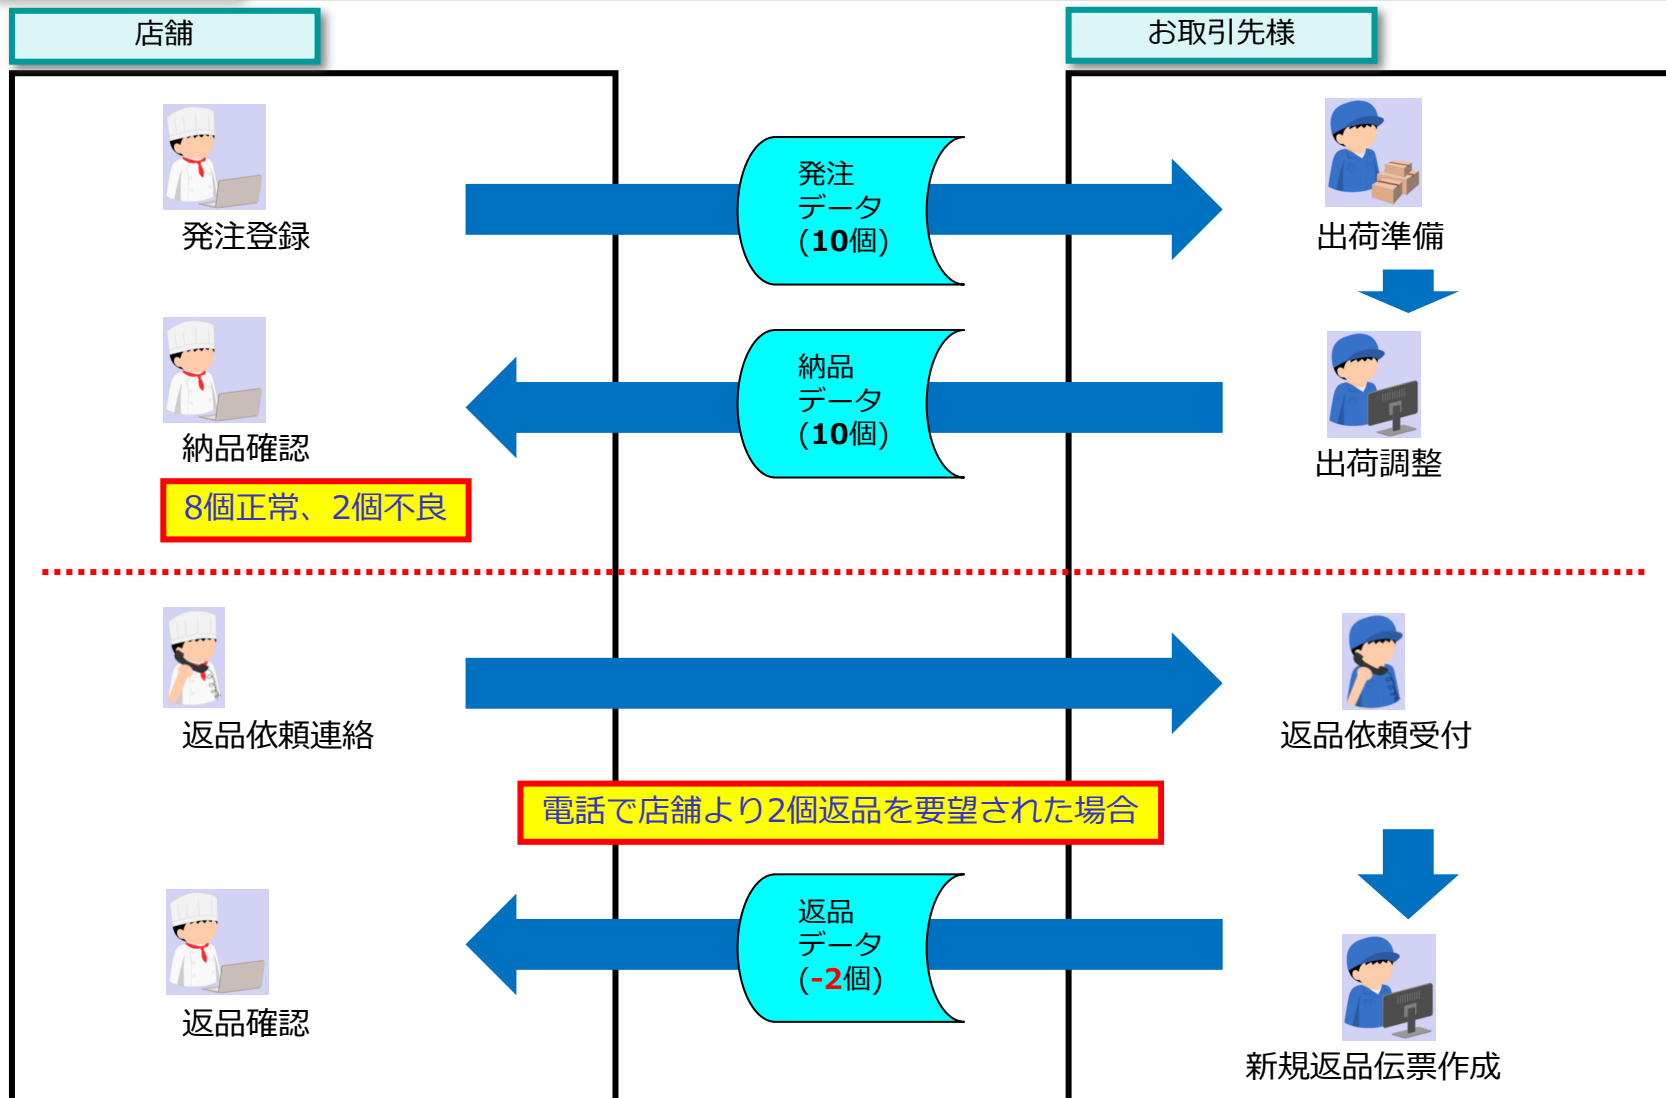 店舗
お取引先様
発注登録
発注
データ
(10個)
出荷準備
納品確認
納品
データ
(10個)
出荷調整
8個正常、2個不良
返品依頼連絡
返品依頼受付
電話で店舗より2個返品を要望された場合
返品確認
返品
データ
(-2個)
新規返品伝票作成